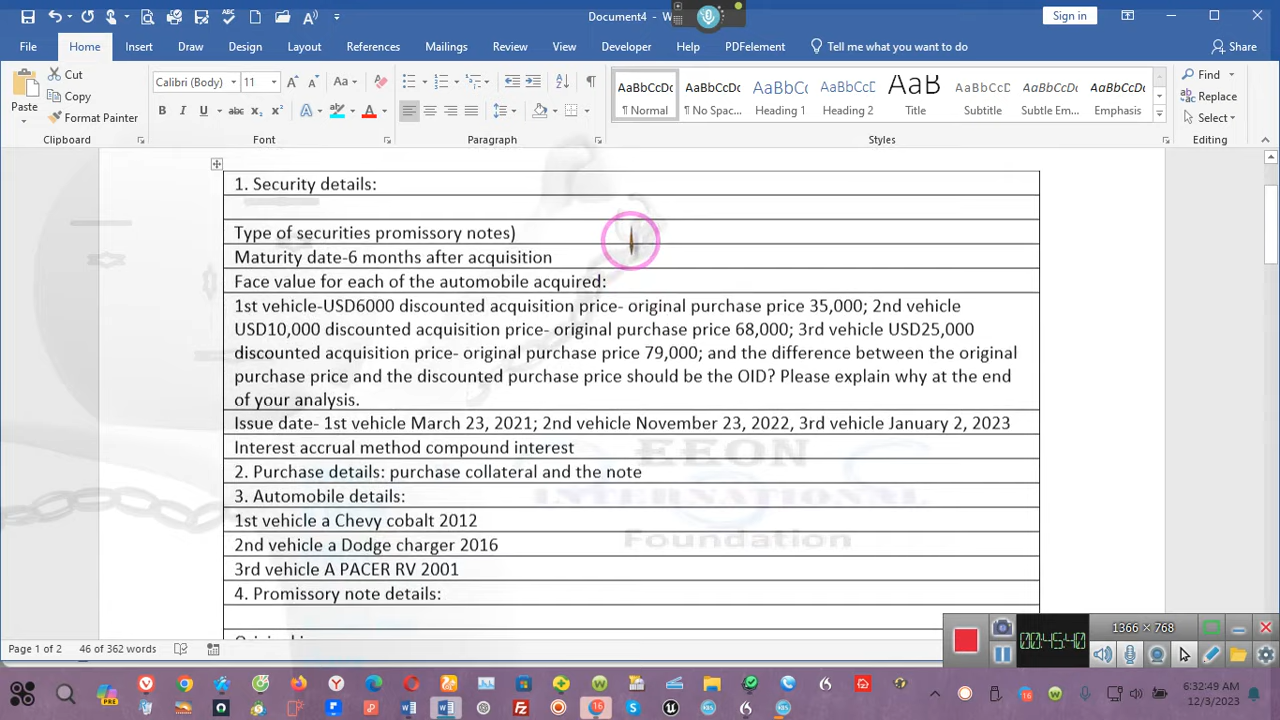 Document4 - W
Sign in
File Home Insert Draw Design Layout References Mailings Review View Developer Help PDFelement Tell me what you want to do Share
Paste
Cut
Copy
Format Painter
Clipboard
Calibri (Body) 11
Font
Paragraph
AaBbCcDc AaBbCcDc AaBbCc AaBbCcD AaB AaBbCcD AaBbCcDc AaBbCcDc
¶ Normal ¶ No Spac... Heading 1 Heading 2 Title Subtitle Subtle Em... Emphasis
Styles
Find
Replace
Select
Editing
1. Security details:
Type of securities promissory notes)
Maturity date-6 months after acquisition
Face value for each of the automobile acquired:
1st vehicle-USD6000 discounted acquisition price- original purchase price 35,000; 2nd vehicle
USD10,000 discounted acquisition price- original purchase price 68,000; 3rd vehicle USD25,000
discounted acquisition price- original purchase price 79,000; and the difference between the original
purchase price and the discounted purchase price should be the OID? Please explain why at the end
of your analysis.
Issue date- 1st vehicle March 23, 2021; 2nd vehicle November 23, 2022, 3rd vehicle January 2, 2023
Interest accrual method compound interest
2. Purchase details: purchase collateral and the note
3. Automobile details:
1st vehicle a Chevy cobalt 2012
2nd vehicle a Dodge charger 2016
3rd vehicle A PACER RV 2001
4. Promissory note details:
EEON
INTERNATIONAL
Foundation
1366 × 768
00:45:40
Page 1 of 2 46 of 362 words
6:32:49 AM
12/3/2023